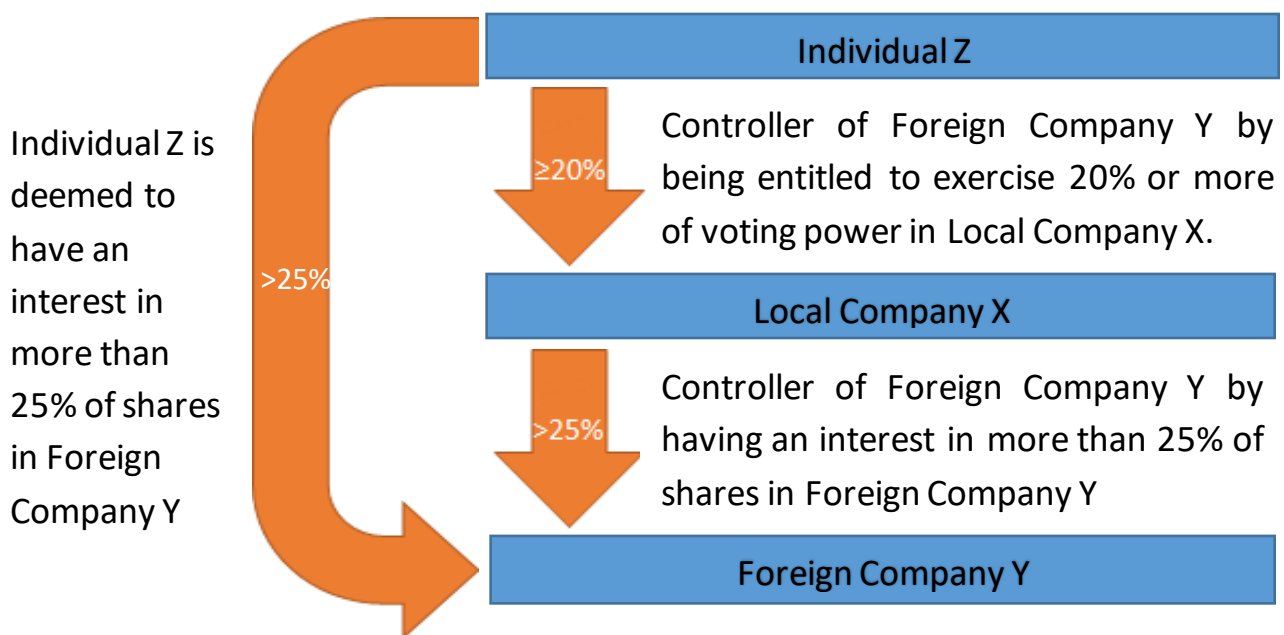 Individual Z
Individual Z is
deemed to
have an
interest in
more than
25% of shares
in Foreign
Company Y
>25%
≥20%
Controller of Foreign Company Y by
being entitled to exercise 20% or more
of voting power in Local Company X.
Local Company X
>25%
Controller of Foreign Company Y by
having an interest in more than 25% of
shares in Foreign Company Y
Foreign Company Y